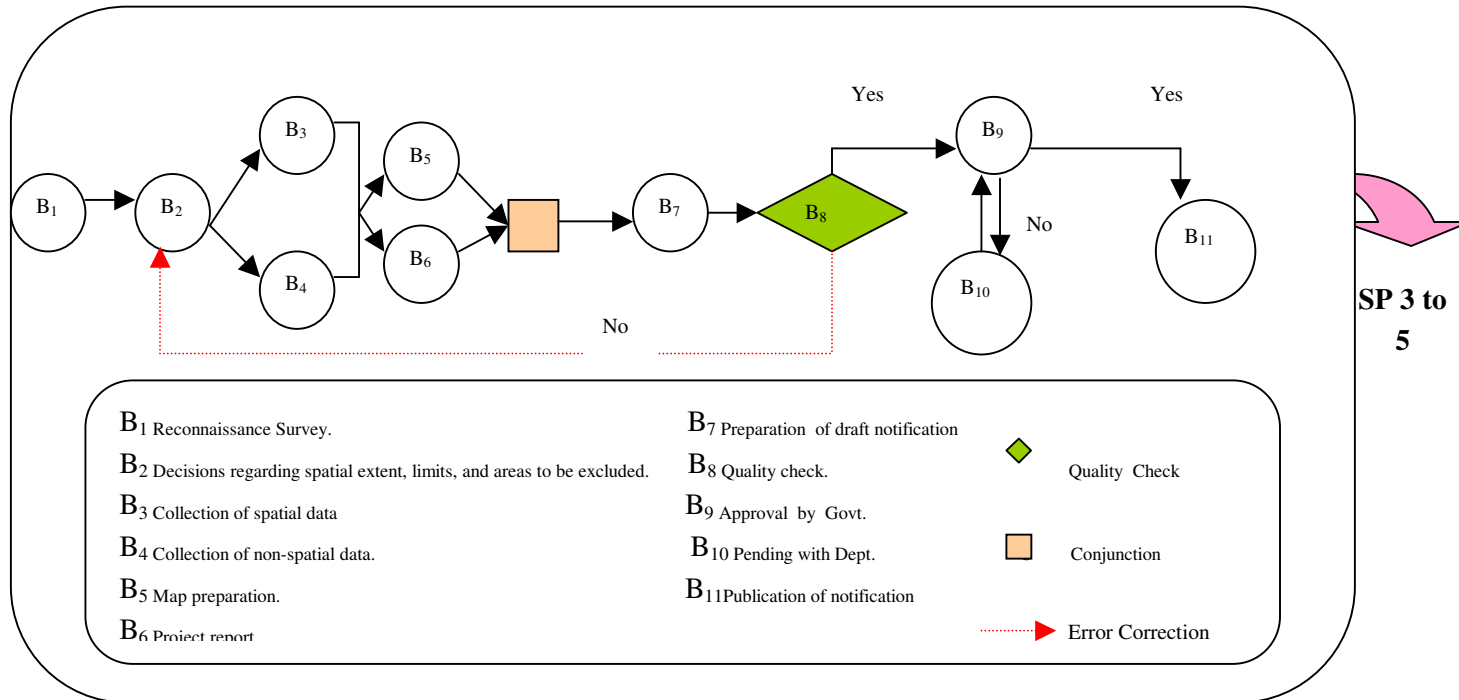 Yes
Yes
B₁
B₂
B₃
B₄
B₅
B₆
B₇
B₈
B₉
No
B₁₀
B₁₁
No
SP 3 to
5
B₁ Reconnaissance Survey.
B₂ Decisions regarding spatial extent, limits, and areas to be excluded.
B₃ Collection of spatial data
B₄ Collection of non-spatial data.
B₅ Map preparation.
B₆ Project report
B₇ Preparation of draft notification
B₈ Quality check.
B₉ Approval by Govt.
B₁₀ Pending with Dept.
B₁₁Publication of notification
Quality Check
Conjunction
Error Correction